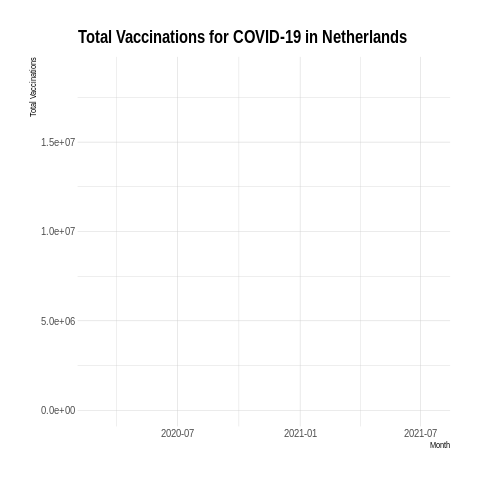 Total Vaccinations for COVID-19 in Netherlands
Total Vaccinations
1.5e+07
1.0e+07
5.0e+06
0.0e+00
2020-07
2021-01
2021-07
Month